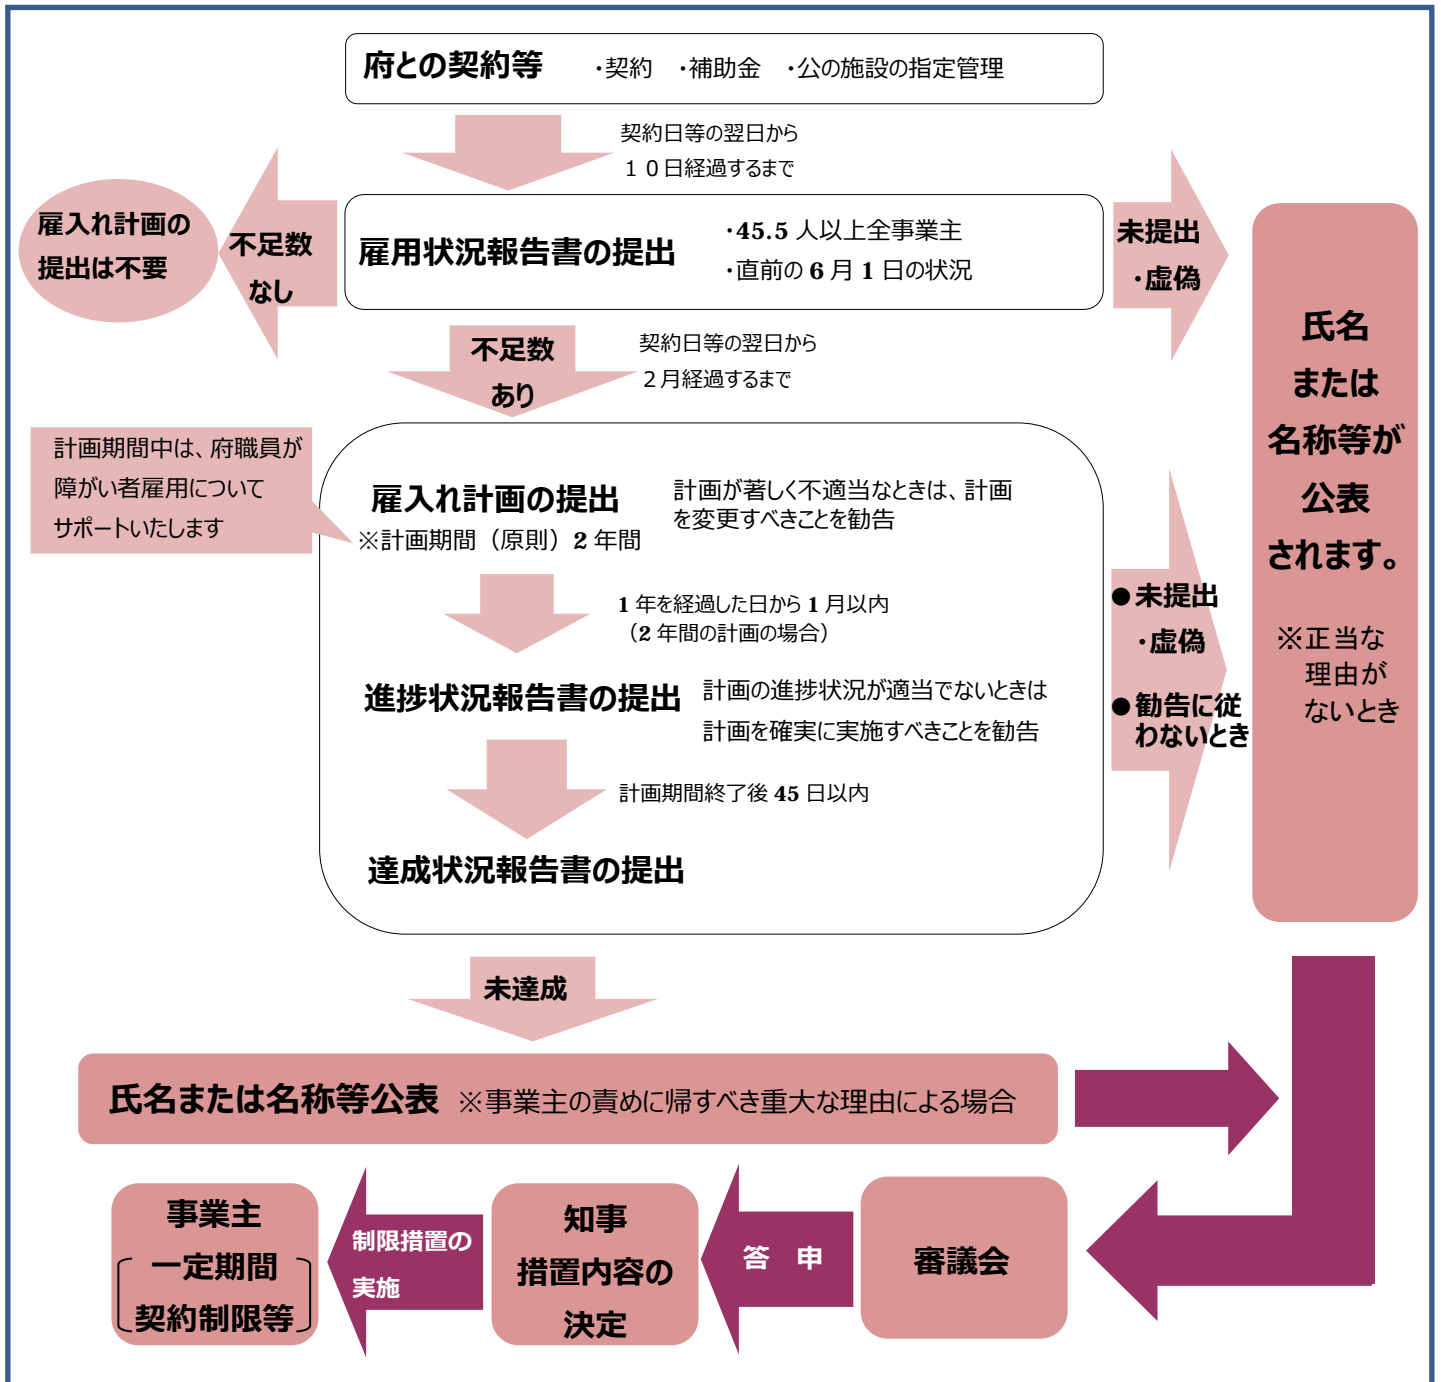 府との契約等　・契約　・補助金　・公の施設の指定管理
契約日等の翌日から
１０日経過するまで
雇入れ計画の
提出は不要
不足数
なし
雇用状況報告書の提出
・45.5 人以上全事業主
・直前の 6 月 1 日の状況
未提出
・虚偽
不足数
あり
契約日等の翌日から
２月経過するまで
計画期間中は、府職員が
障がい者雇用について
サポートいたします
雇入れ計画の提出
※計画期間（原則）2 年間
計画が著しく不適当なときは、計画
を変更すべきことを勧告
1 年を経過した日から 1 月以内
（2 年間の計画の場合）
進捗状況報告書の提出
計画の進捗状況が適当でないときは
計画を確実に実施すべきことを勧告
計画期間終了後 45 日以内
達成状況報告書の提出
●未提出
・虚偽
●勧告に従
わないとき
氏名
または
名称等が
公表
されます。
※正当な
理由が
ないとき
未達成
氏名または名称等公表　※事業主の責めに帰すべき重大な理由による場合
事業主
一定期間
契約制限等
制限措置の
実施
知事
措置内容の
決定
答　申
審議会